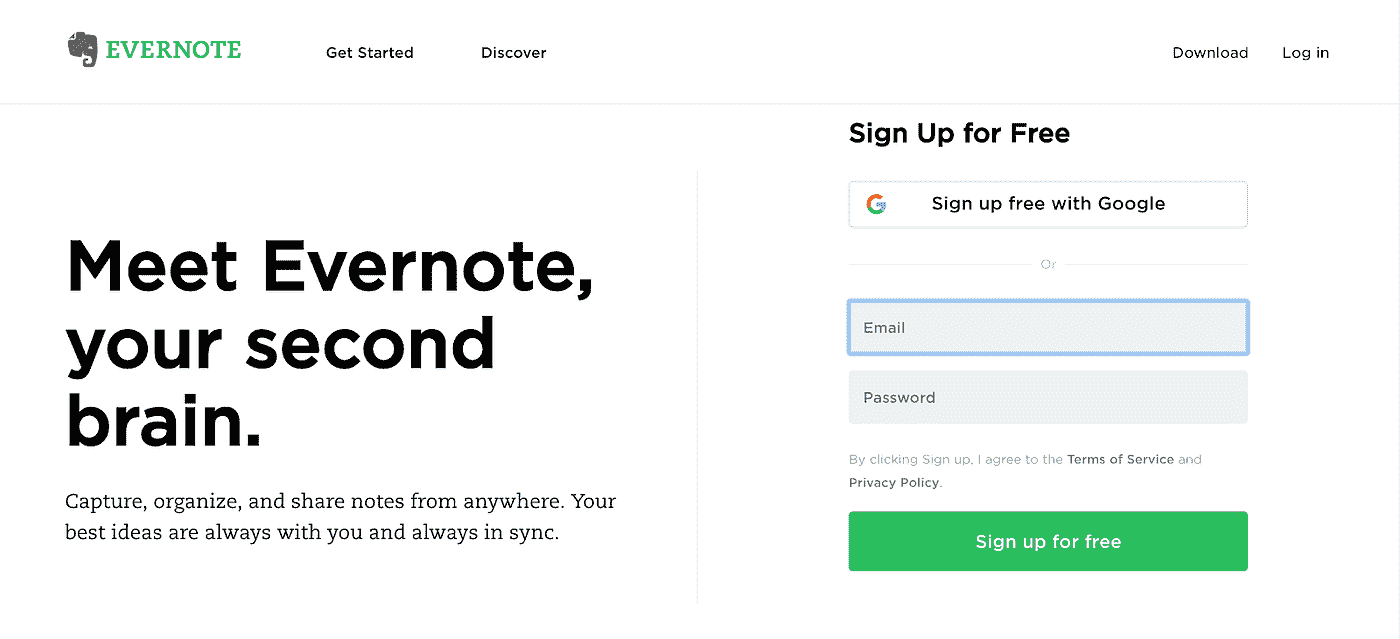 EVERNOTE
Get Started
Discover
Download
Log in
Meet Evernote,
your second
brain.
Capture, organize, and share notes from anywhere. Your
best ideas are always with you and always in sync.
Sign Up for Free
Sign up free with Google
Or
Email
Password
By clicking Sign up, I agree to the Terms of Service and
Privacy Policy.
Sign up for free